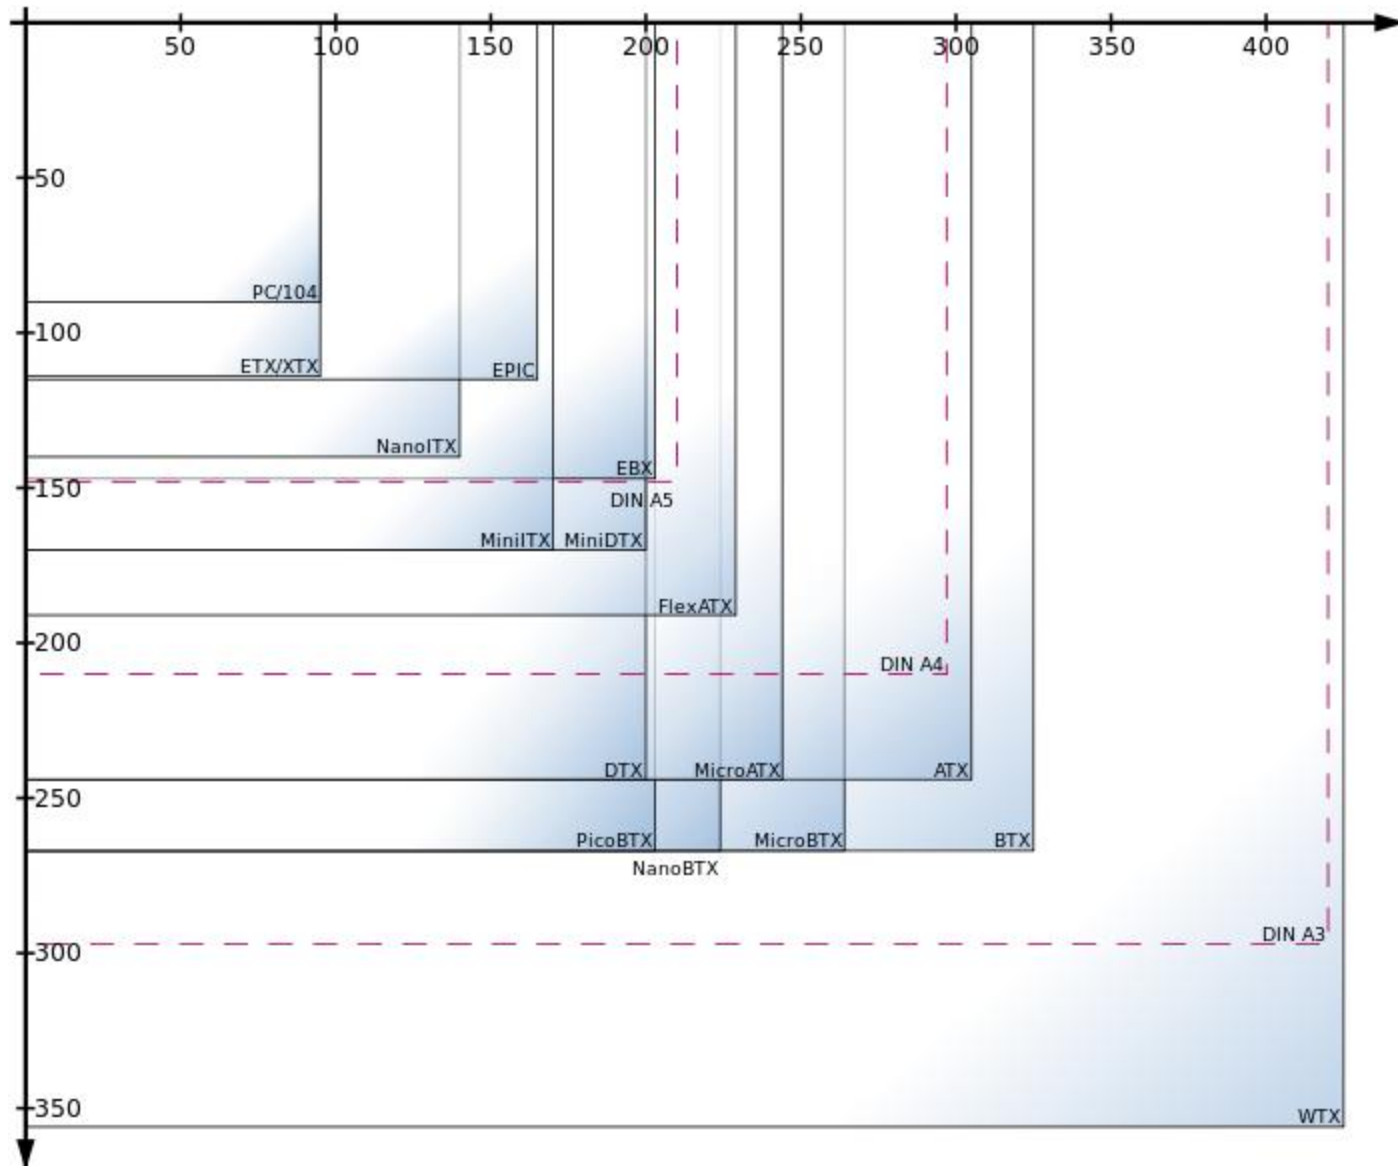 50 100 150 200 250 300 350 400
50
PC/104
100
ETX/XTX EPIC
NanoITX
EBX
150
DIN A5
MiniITX MiniDTX
FlexATX
200
DIN A4
DTX MicroATX ATX
250
PicoBTX MicroBTX BTX
NanoBTX
DIN A3
300
350
WTX